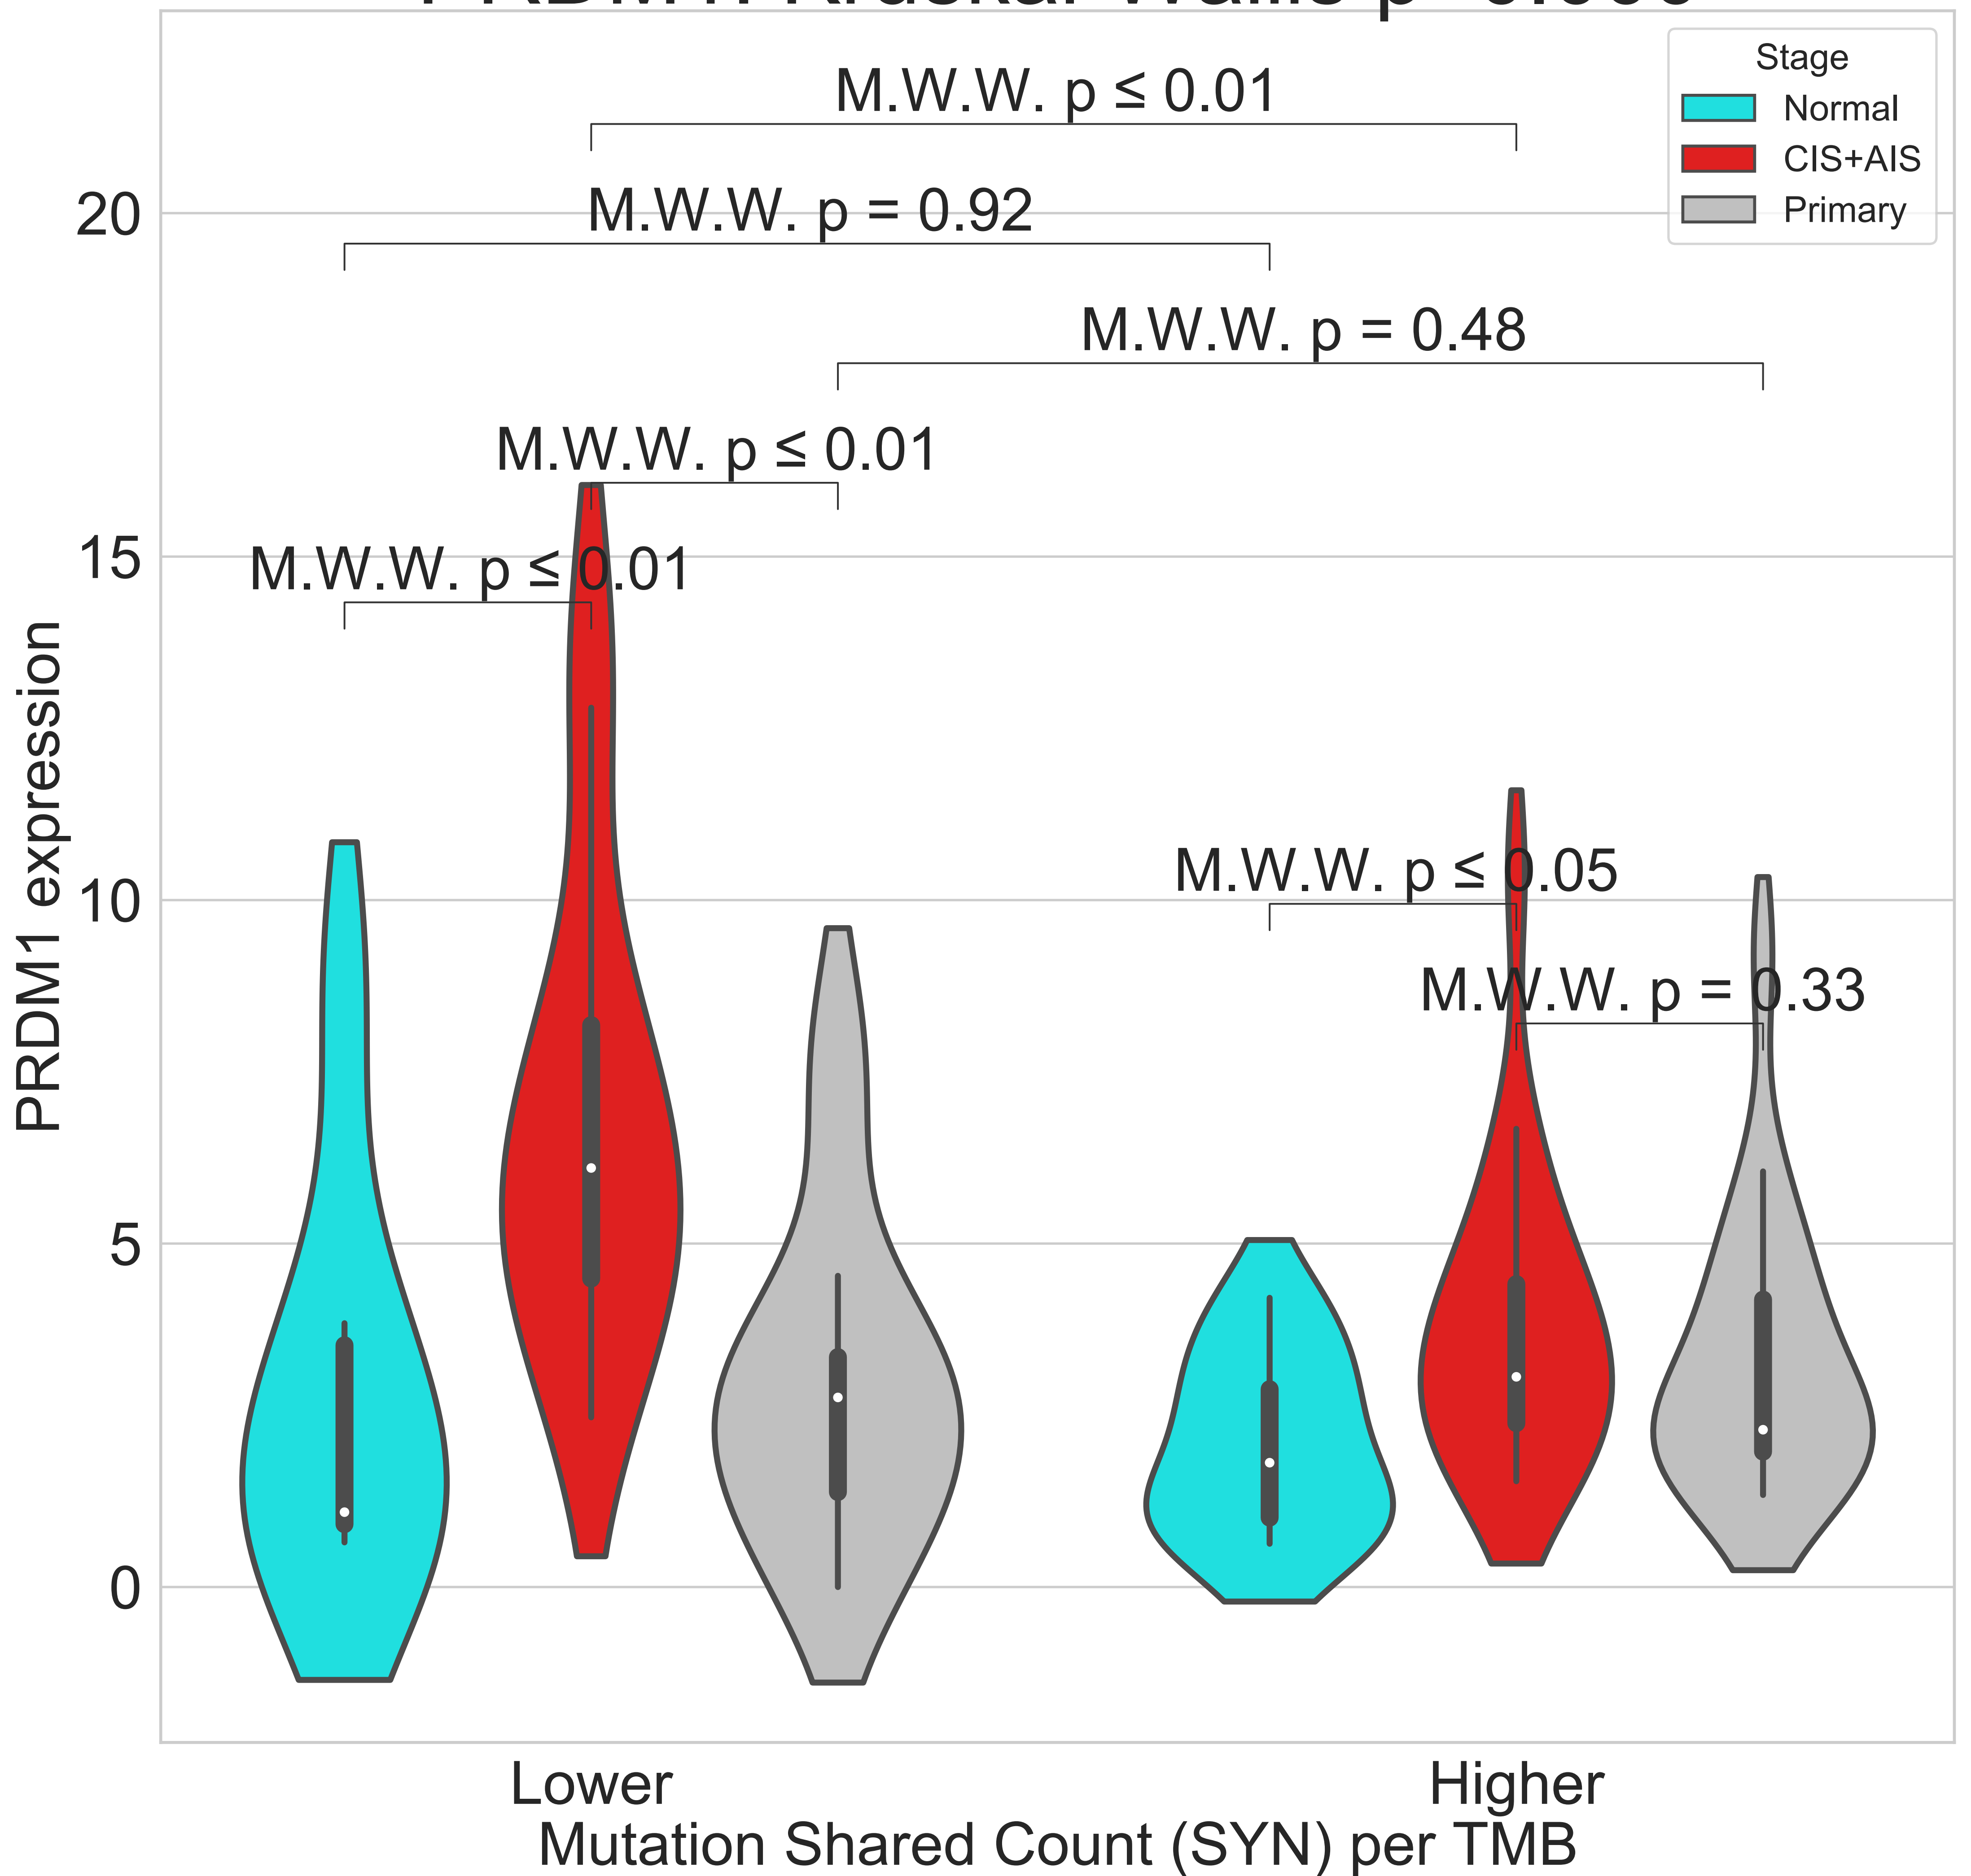 Stage
Normal
CIS+AIS
Primary
M.W.W. p ≤ 0.01
M.W.W. p = 0.92
M.W.W. p = 0.48
M.W.W. p ≤ 0.01
M.W.W. p ≤ 0.01
M.W.W. p ≤ 0.05
M.W.W. p = 0.33
20
15
10
5
0
PRDM1 expression
Lower
Higher
Mutation Shared Count (SYN) per TMB